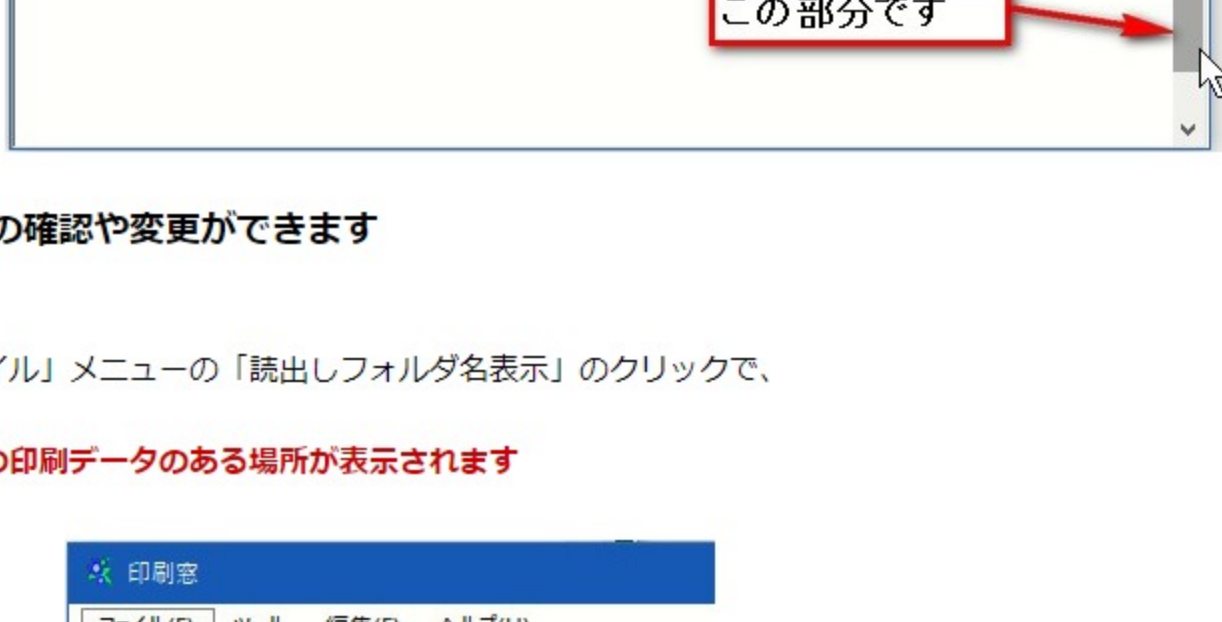 この部分です
の確認や変更ができます
イル」メニューの「読出しフォルダ名表示」のクリックで、
の印刷データのある場所が表示されます
印刷窓